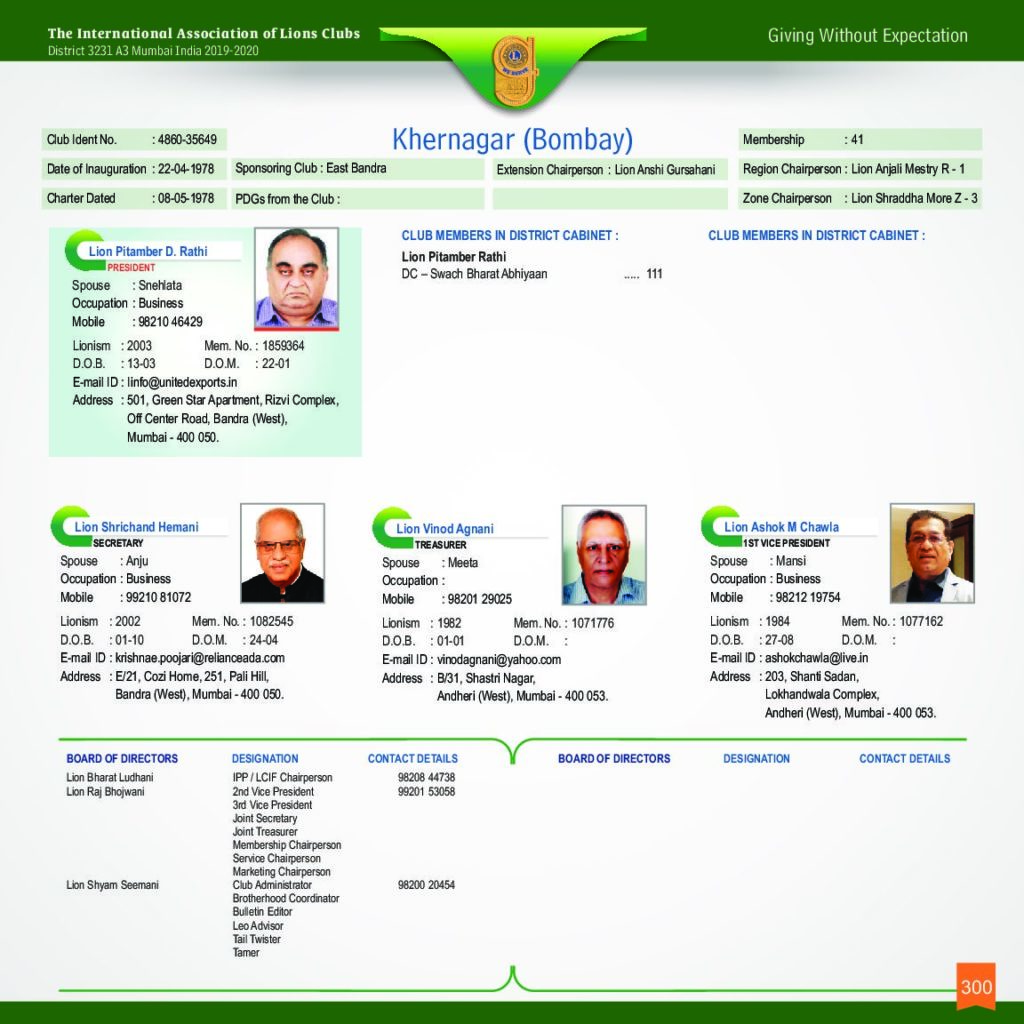 The International Association of Lions Clubs
District 3231 A3 Mumbai India 2019-2020
Giving Without Expectation
Khernagar (Bombay)
Club Ident No. : 4860-35649
Membership : 41
Date of Inauguration : 22-04-1978
Sponsoring Club : East Bandra
Extension Chairperson : Lion Anshi Gursahani
Region Chairperson : Lion Anjali Mestry R - 1
Charter Dated : 08-05-1978
PDGs from the Club :
Zone Chairperson : Lion Shraddha More Z - 3
Lion Pitamber D. Rathi
PRESIDENT
Spouse : Snehlata
Occupation : Business
Mobile : 98210 46429
Lionism : 2003 Mem. No. : 1859364
D.O.B. : 13-03 D.O.M. : 22-01
E-mail ID : Iinfo@unitedexports.in
Address : 501, Green Star Apartment, Rizvi Complex,
Off Center Road, Bandra (West),
Mumbai - 400 050.
CLUB MEMBERS IN DISTRICT CABINET :
Lion Pitamber Rathi
DC – Swach Bharat Abhiyaan ..... 111
CLUB MEMBERS IN DISTRICT CABINET :
Lion Shrichand Hemani
SECRETARY
Spouse : Anju
Occupation : Business
Mobile : 99210 81072
Lionism : 2002 Mem. No. : 1082545
D.O.B. : 01-10 D.O.M. : 24-04
E-mail ID : krishnae.poojari@relianceada.com
Address : E/21, Cozi Home, 251, Pali Hill,
Bandra (West), Mumbai - 400 050.
Lion Vinod Agnani
TREASURER
Spouse : Meeta
Occupation :
Mobile : 98201 29025
Lionism : 1982 Mem. No. : 1071776
D.O.B. : 01-01 D.O.M. :
E-mail ID : vinodagnani@yahoo.com
Address : B/31, Shastri Nagar,
Andheri (West), Mumbai - 400 053.
Lion Ashok M Chawla
1ST VICE PRESIDENT
Spouse : Mansi
Occupation : Business
Mobile : 98212 19754
Lionism : 1984 Mem. No. : 1077162
D.O.B. : 27-08 D.O.M. :
E-mail ID : ashokchawla@live.in
Address : 203, Shanti Sadan,
Lokhandwala Complex,
Andheri (West), Mumbai - 400 053.
BOARD OF DIRECTORS DESIGNATION CONTACT DETAILS BOARD OF DIRECTORS DESIGNATION CONTACT DETAILS
Lion Bharat Ludhani IPP / LCIF Chairperson 98208 44738
Lion Raj Bhojwani 2nd Vice President 99201 53058
3rd Vice President
Joint Secretary
Joint Treasurer
Membership Chairperson
Service Chairperson
Marketing Chairperson
Lion Shyam Seemani Club Administrator 98200 20454
Brotherhood Coordinator
Bulletin Editor
Leo Advisor
Tail Twister
Tamer
300